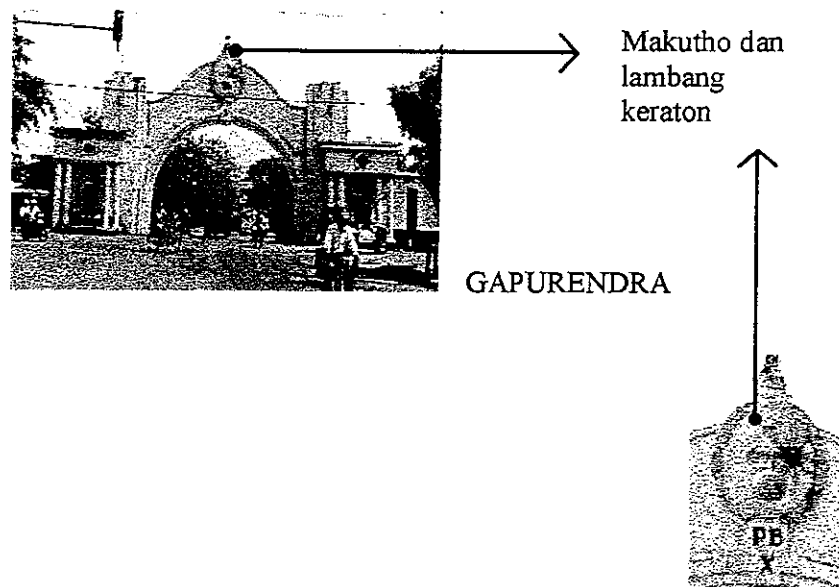 Makutho dan
lambang
keraton
GAPURENDRA
PB
X